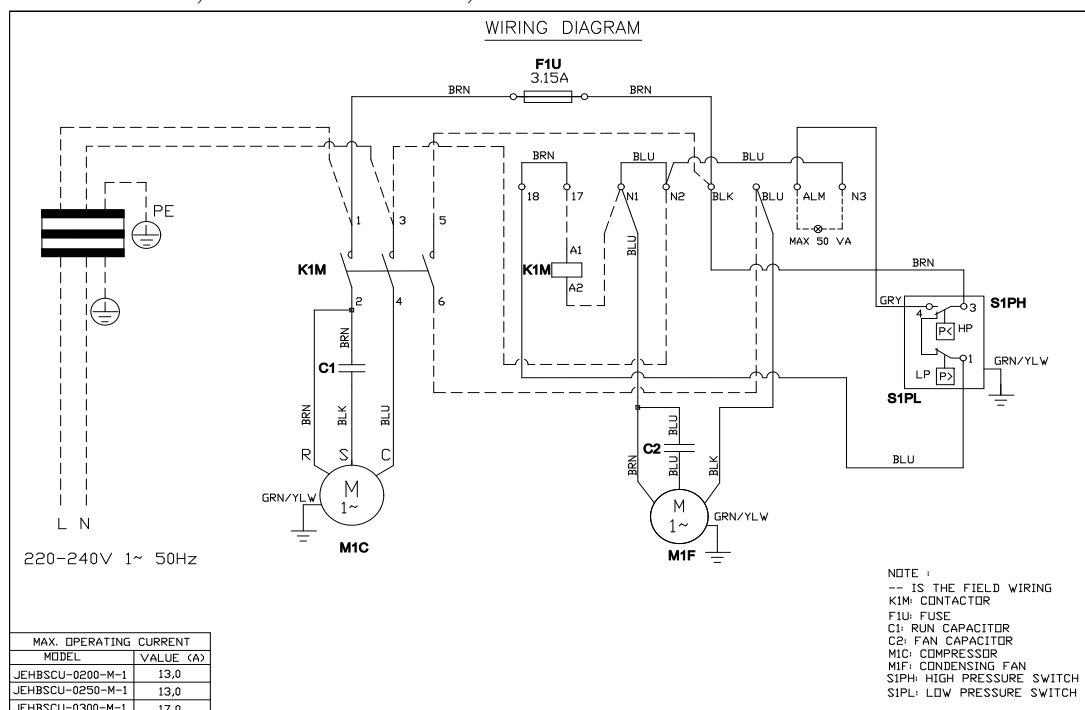 WIRING DIAGRAM
F1U
3.15A
BRN
BRN
BRN
BLU
BLU
PE
1
3
5
18
17
N1
N2
BLK
BLU
ALM
N3
MAX 50 VA
BLU
A1
K1M
A2
K1M
BRN
2
4
6
GRY
4
3
S1PH
P<
HP
BRN
C1
LP
P>
1
GRN/YLW
S1PL
BRN
BLK
BLU
BLU
C2
BRN
BLU
BLK
BLU
R
S
C
M
1~
GRN/YLW
M1C
M
1~
GRN/YLW
M1F
L N
220-240V 1~ 50Hz
NOTE :
-- IS THE FIELD WIRING
K1M: CONTACTOR
F1U: FUSE
C1: RUN CAPACITOR
C2: FAN CAPACITOR
M1C: COMPRESSOR
M1F: CONDENSING FAN
S1PH: HIGH PRESSURE SWITCH
S1PL: LOW PRESSURE SWITCH
MAX. OPERATING CURRENT
MODEL VALUE (A)
JEHBSCU-0200-M-1 13,0
JEHBSCU-0250-M-1 13,0
JEHBSCU-0300-M-1 17,0